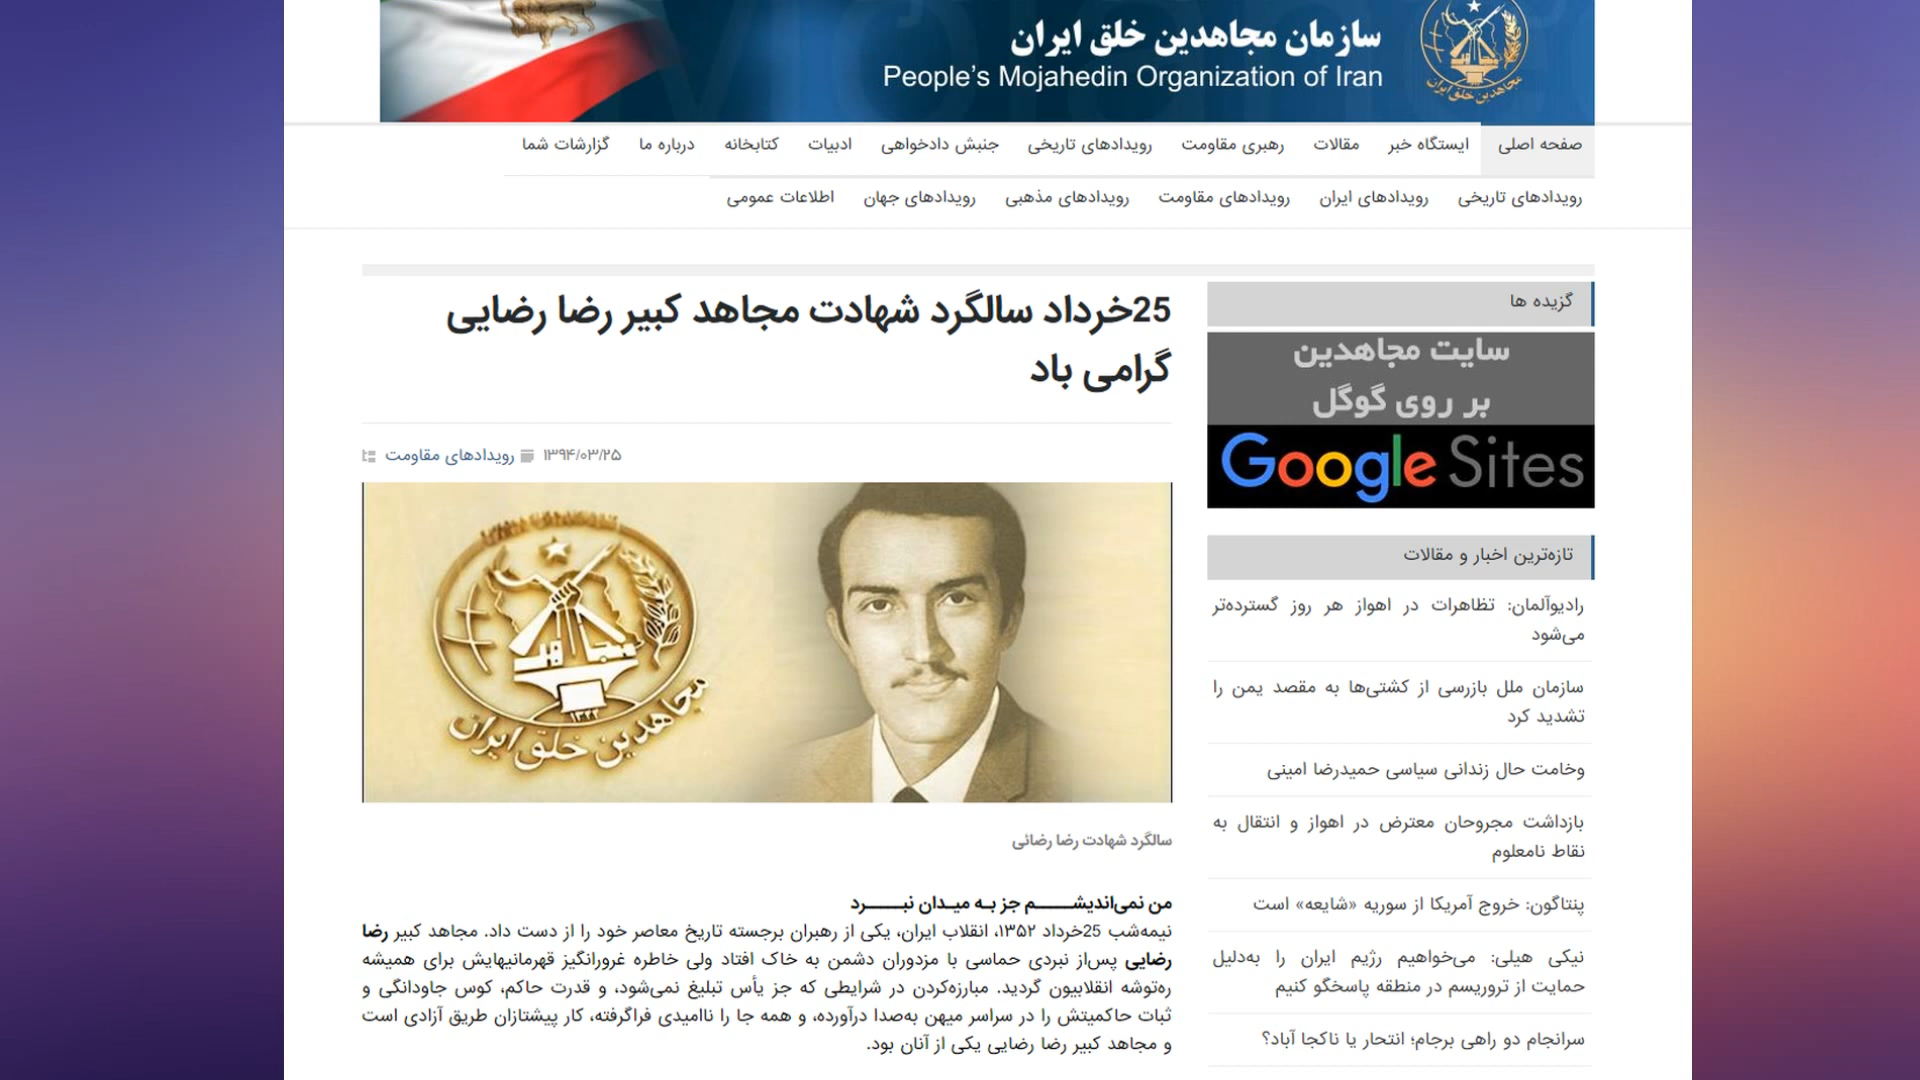 سازمان مجاهدین خلق ایران
People's Mojahedin Organization of Iran
مجاهدین خلق ایران
صفحه اصلی ایستگاه خبر مقالات رهبری مقاومت رویدادهای تاریخی جنبش دادخواهی ادبیات کتابخانه درباره ما گزارشات شما
رویدادهای تاریخی رویدادهای ایران رویدادهای مقاومت رویدادهای مذهبی رویدادهای جهان اطلاعات عمومی
25خرداد سالگرد شهادت مجاهد کبیر رضا رضایی
گرامی باد
۱۳۹۴/۰۳/۲۵ رویدادهای مقاومت
مجاهد
۱۳۴۴
مجاهدین خلق ایران
سالگرد شهادت رضا رضائی
من نمی‌اندیشـــــم جز بـه میـدان نبـــــرد
نیمه‌شب 25خرداد ۱۳۵۲، انقلاب ایران، یکی از رهبران برجسته تاریخ معاصر خود را از دست داد. مجاهد کبیر رضا
رضایی پس‌از نبردی حماسی با مزدوران دشمن به خاک افتاد ولی خاطره غرورانگیز قهرمانیهایش برای همیشه
ره‌توشه انقلابیون گردید. مبارزه‌کردن در شرایطی که جز یأس تبلیغ نمی‌شود، و قدرت حاکم، کوس جاودانگی و
ثبات حاکمیتش را در سراسر میهن به‌صدا درآورده، و همه جا را ناامیدی فراگرفته، کار پیشتازان طریق آزادی است
و مجاهد کبیر رضا رضایی یکی از آنان بود.
گزیده ها
سایت مجاهدین
بر روی گوگل
Google Sites
تازه‌ترین اخبار و مقالات
رادیوآلمان: تظاهرات در اهواز هر روز گسترده‌تر
می‌شود
سازمان ملل بازرسی از کشتی‌ها به مقصد یمن را
تشدید کرد
وخامت حال زندانی سیاسی حمیدرضا امینی
بازداشت مجروحان معترض در اهواز و انتقال به
نقاط نامعلوم
پنتاگون: خروج آمریکا از سوریه «شایعه» است
نیکی هیلی: می‌خواهیم رژیم ایران را به‌دلیل
حمایت از تروریسم در منطقه پاسخگو کنیم
سرانجام دو راهی برجام؛ انتحار یا ناکجا آباد؟